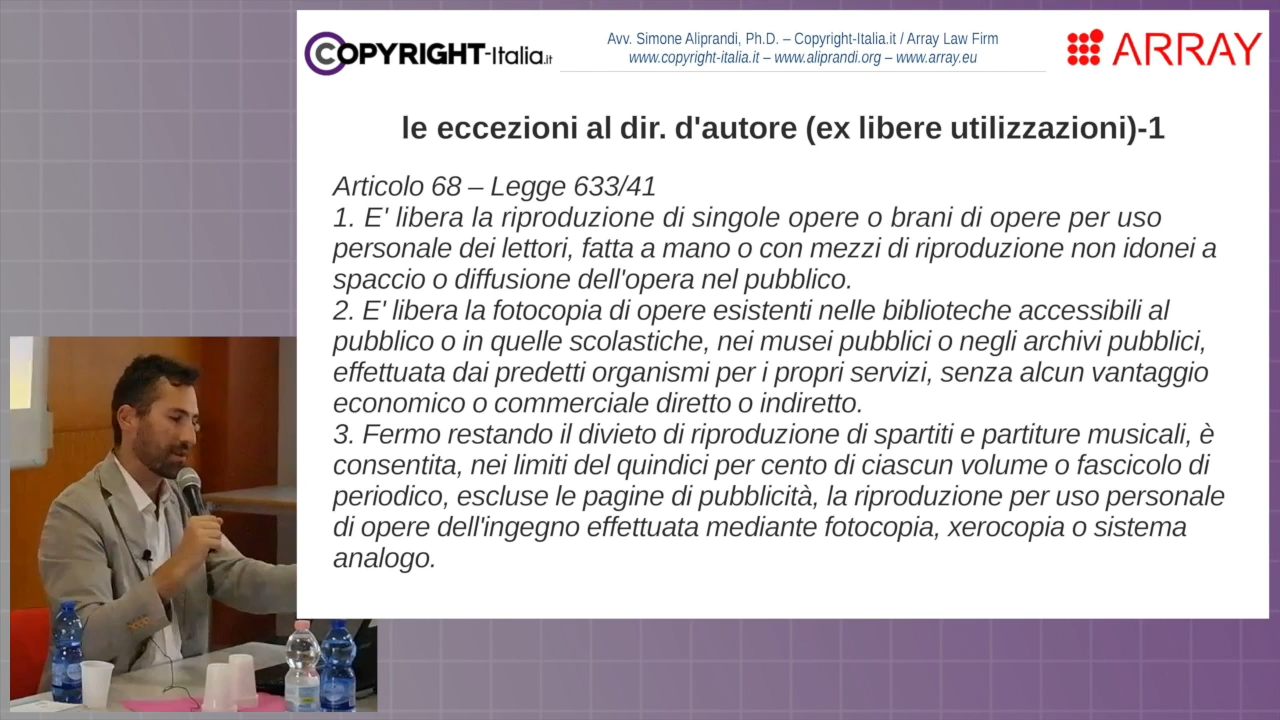 COPYRIGHT-Italia.it
Avv. Simone Aliprandi, Ph.D. – Copyright-Italia.it / Array Law Firm
www.copyright-italia.it – www.aliprandi.org – www.array.eu
ARRAY
le eccezioni al dir. d'autore (ex libere utilizzazioni)-1
Articolo 68 – Legge 633/41
1. E' libera la riproduzione di singole opere o brani di opere per uso
personale dei lettori, fatta a mano o con mezzi di riproduzione non idonei a
spaccio o diffusione dell'opera nel pubblico.
2. E' libera la fotocopia di opere esistenti nelle biblioteche accessibili al
pubblico o in quelle scolastiche, nei musei pubblici o negli archivi pubblici,
effettuata dai predetti organismi per i propri servizi, senza alcun vantaggio
economico o commerciale diretto o indiretto.
3. Fermo restando il divieto di riproduzione di spartiti e partiture musicali, è
consentita, nei limiti del quindici per cento di ciascun volume o fascicolo di
periodico, escluse le pagine di pubblicità, la riproduzione per uso personale
di opere dell'ingegno effettuata mediante fotocopia, xerocopia o sistema
analogo.